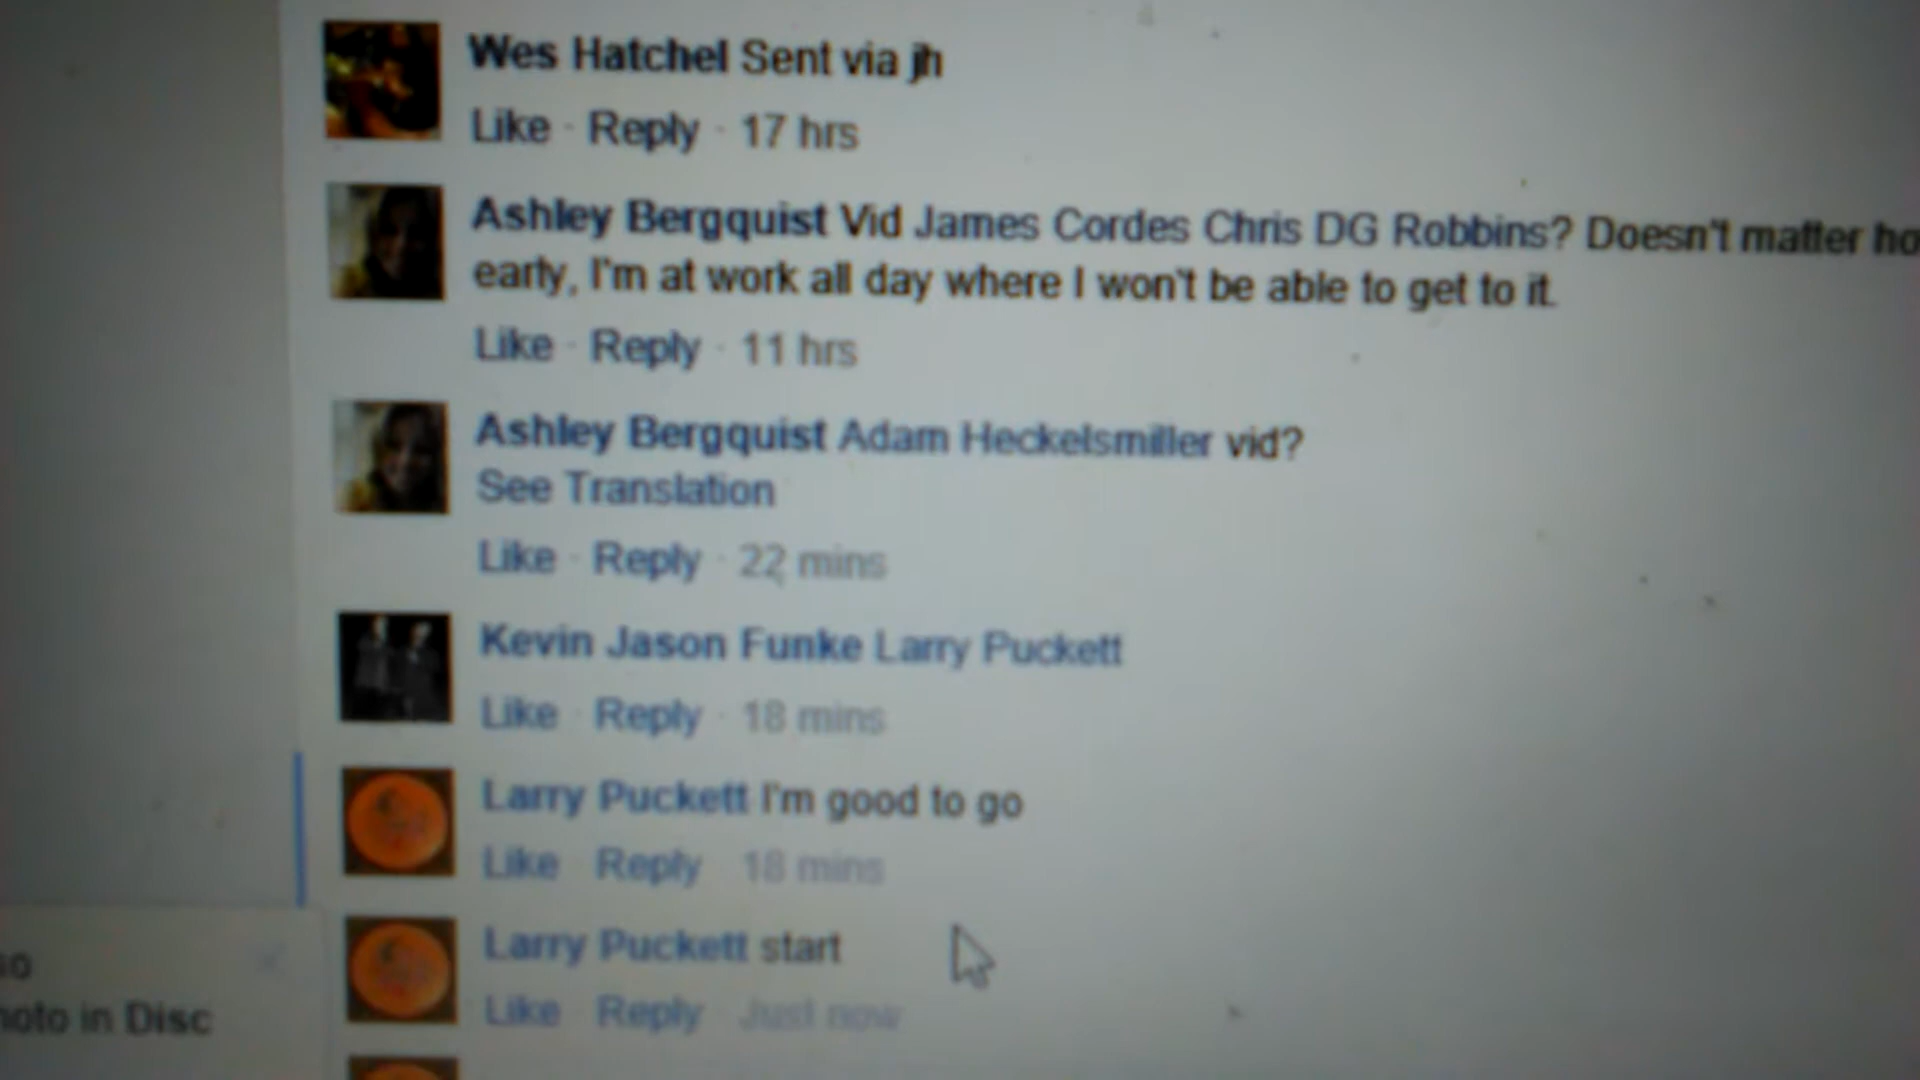 Wes Hatchel Sent via jh
Like · Reply · 17 hrs
Ashley Bergquist Vid James Cordes Chris DG Robbins? Doesn't matter ho
early, I'm at work all day where I won't be able to get to it.
Like · Reply · 11 hrs
Ashley Bergquist Adam Heckelsmiller vid?
See Translation
Like · Reply · 22 mins
Kevin Jason Funke Larry Puckett
Like · Reply · 18 mins
Larry Puckett I'm good to go
Like · Reply · 18 mins
Larry Puckett start
Like · Reply · Just now
so
hoto in Disc